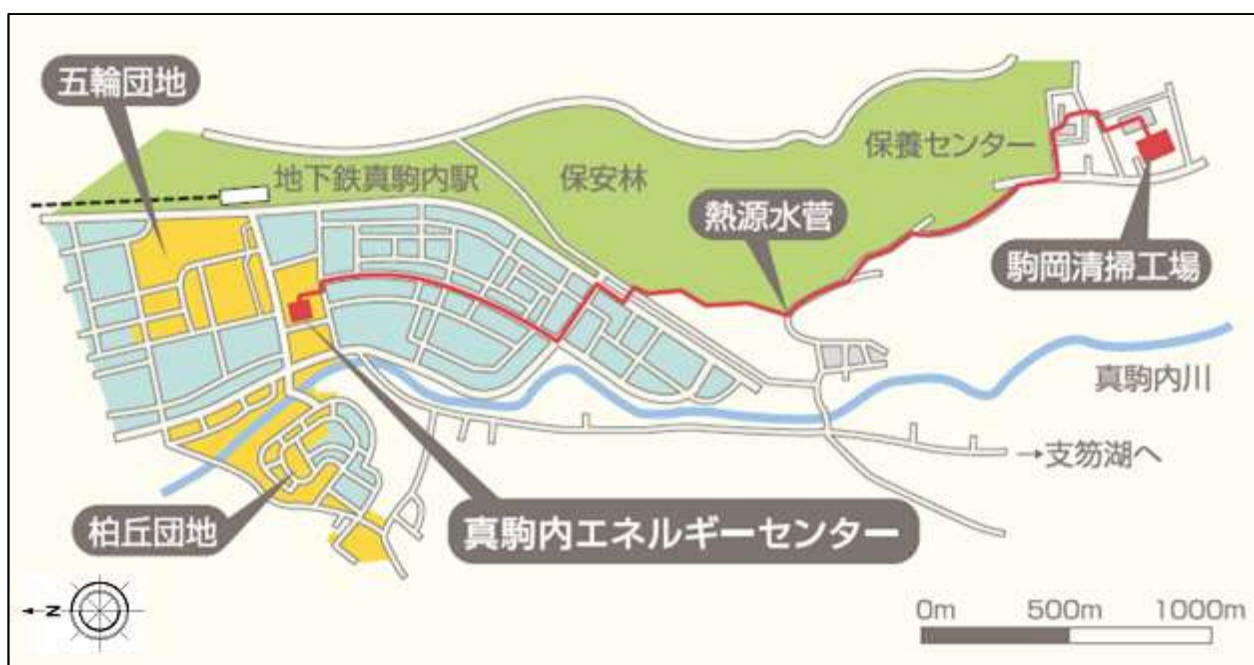 五輪団地
地下鉄真駒内駅
保安林
保養センター
熱源水菅
駒岡清掃工場
真駒内川
→支笏湖へ
柏丘団地
真駒内エネルギーセンター
N
0m 500m 1000m